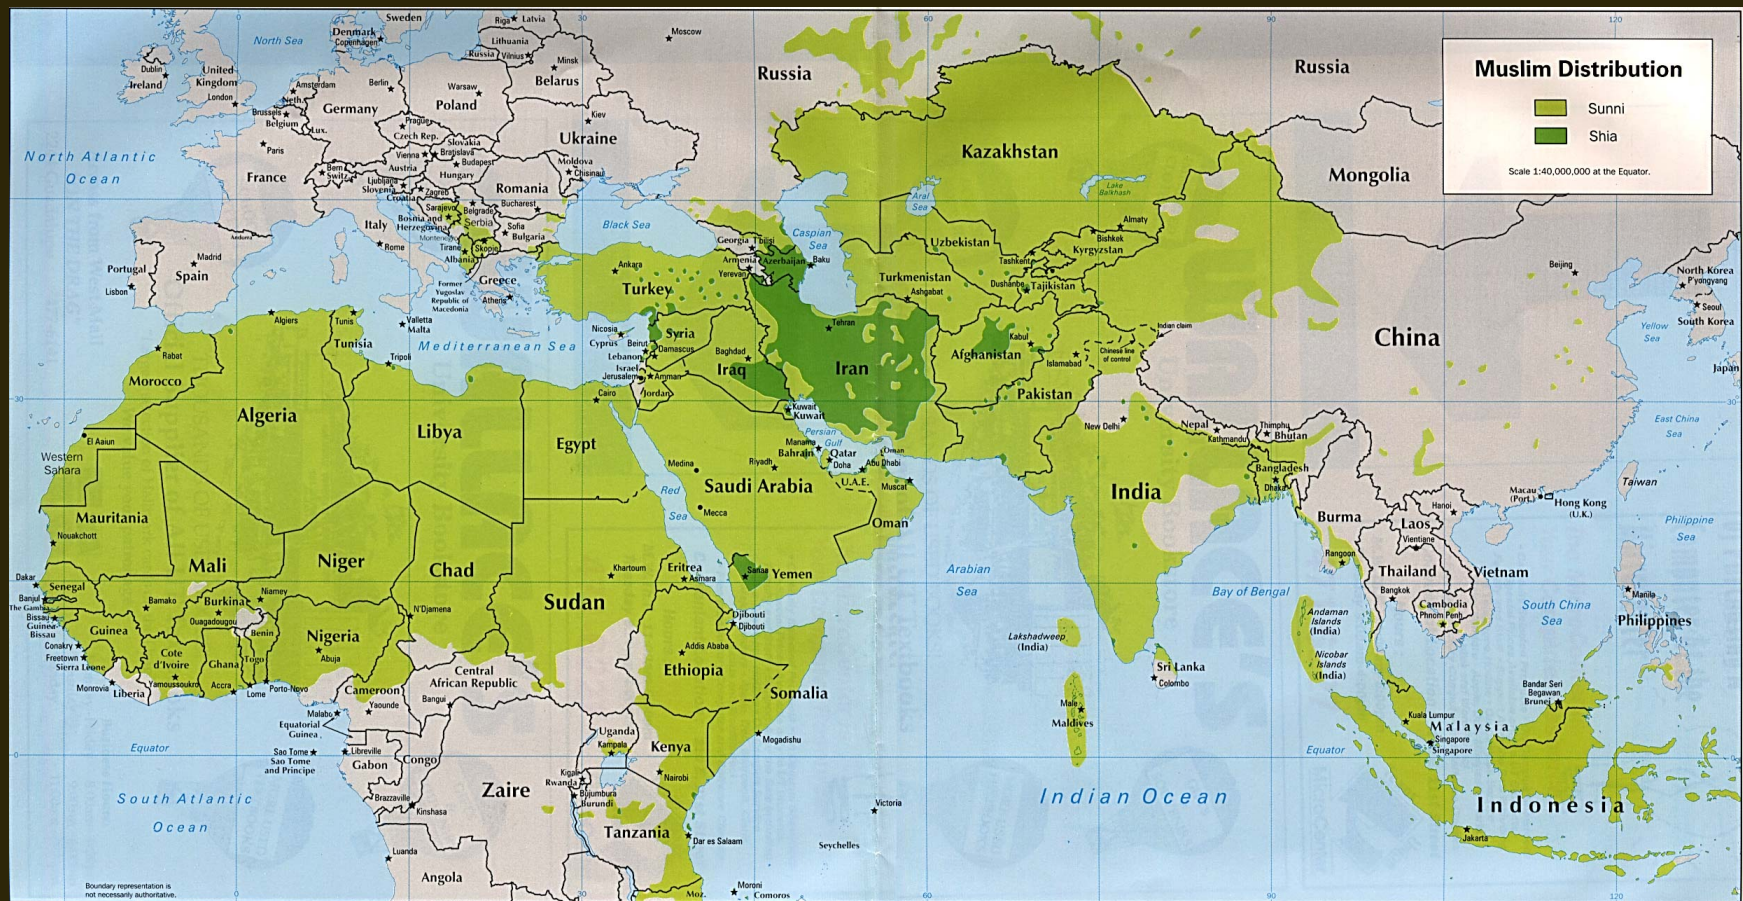 Muslim Distribution
Sunni
Shia
Scale 1:40,000,000 at the Equator.
0
60
90
120
Sweden
Riga
Latvia
Moscow
Denmark
Copenhagen
North Sea
Lithuania
Russia
Vilnius
Minsk
Belarus
Russia
Russia
Dublin
Ireland
United
Kingdom
London
Amsterdam
Neth.
Berlin
Germany
Warsaw
Poland
Brussels
Belgium
Lux.
Prague
Czech Rep.
Kiev
Ukraine
Slovakia
Bratislava
Vienna
Austria
Budapest
Hungary
Moldova
Chisinau
North Atlantic
Ocean
Paris
France
Bern
Switz.
Ljubljana
Slovenia
Zagreb
Croatia
Romania
Bucharest
Sarajevo
Bosnia and
Herzegovina
Belgrade
Serbia
Sofia
Bulgaria
Montenegro
Italy
Rome
Andorra
Tirane
Albania
Skopje
Black Sea
Georgia
Tbilisi
Caspian
Sea
Aral
Sea
Kazakhstan
Lake
Balkhash
Mongolia
Almaty
Bishkek
Kyrgyzstan
Uzbekistan
Tashkent
Portugal
Lisbon
Madrid
Spain
Greece
Athens
Former
Yugoslav
Republic of
Macedonia
Ankara
Turkey
Armenia
Yerevan
Azerbaijan
Baku
Turkmenistan
Ashgabat
Dushanbe
Tajikistan
Beijing
North Korea
P'yongyang
Seoul
South Korea
Yellow
Sea
Japan
China
Algiers
Tunis
Tunisia
Valletta
Malta
Mediterranean Sea
Nicosia
Cyprus
Beirut
Lebanon
Syria
Damascus
Israel
Jerusalem
Amman
Jordan
Baghdad
Iraq
Tehran
Iran
Afghanistan
Kabul
Islamabad
Indian claim
Chinese line
of control
Pakistan
Rabat
Morocco
Tripoli
Cairo
Kuwait
Kuwait
30
30
Algeria
Libya
Egypt
New Delhi
Nepal
Kathmandu
Thimphu
Bhutan
East China
Sea
El Aaiun
Western
Sahara
Persian
Gulf
Manama
Bahrain
Qatar
Doha
Oman
Abu Dhabi
U.A.E.
Medina
Riyadh
Saudi Arabia
Muscat
Bangladesh
Dhaka
India
Macau
(Port.)
Hong Kong
(U.K.)
Taiwan
Red
Sea
Mecca
Oman
Mauritania
Nouakchott
Mali
Niger
Chad
Khartoum
Sudan
Eritrea
Asmara
Sanaa
Yemen
Arabian
Sea
Bay of Bengal
Burma
Rangoon
Laos
Hanoi
Vientiane
Thailand
Bangkok
Vietnam
Cambodia
Phnom Penh
South China
Sea
Philippine
Sea
Manila
Philippines
Dakar
Senegal
Banjul
The Gambia
Bissau
Guinea
Bissau
Bamako
Niamey
Burkina
Ouagadougou
Guinea
Conakry
Freetown
Sierra Leone
Monrovia
Liberia
Cote
d'Ivoire
Yamoussoukro
Ghana
Accra
Togo
Lome
Benin
Porto-Novo
Nigeria
Abuja
N'Djamena
Central
African Republic
Bangui
Cameroon
Yaounde
Malabo
Equatorial
Guinea
Djibouti
Djibouti
Addis Ababa
Ethiopia
Somalia
Mogadishu
Lakshadweep
(India)
Male
Maldives
Sri Lanka
Colombo
Andaman
Islands
(India)
Nicobar
Islands
(India)
Bandar Seri
Begawan
Brunei
Kuala Lumpur
Malaysia
Singapore
Singapore
Equator
Equator
0
0
Sao Tome
Sao Tome
and Principe
Libreville
Gabon
Congo
Uganda
Kampala
Kenya
Nairobi
Kigali
Rwanda
Bujumbura
Burundi
Zaire
Brazzaville
Kinshasa
South Atlantic
Ocean
Tanzania
Dar es Salaam
Victoria
Seychelles
Indian Ocean
Indonesia
Jakarta
Luanda
Angola
Moz.
Moroni
Comoros
Boundary representation is
not necessarily authoritative.
0
30
60
90
120